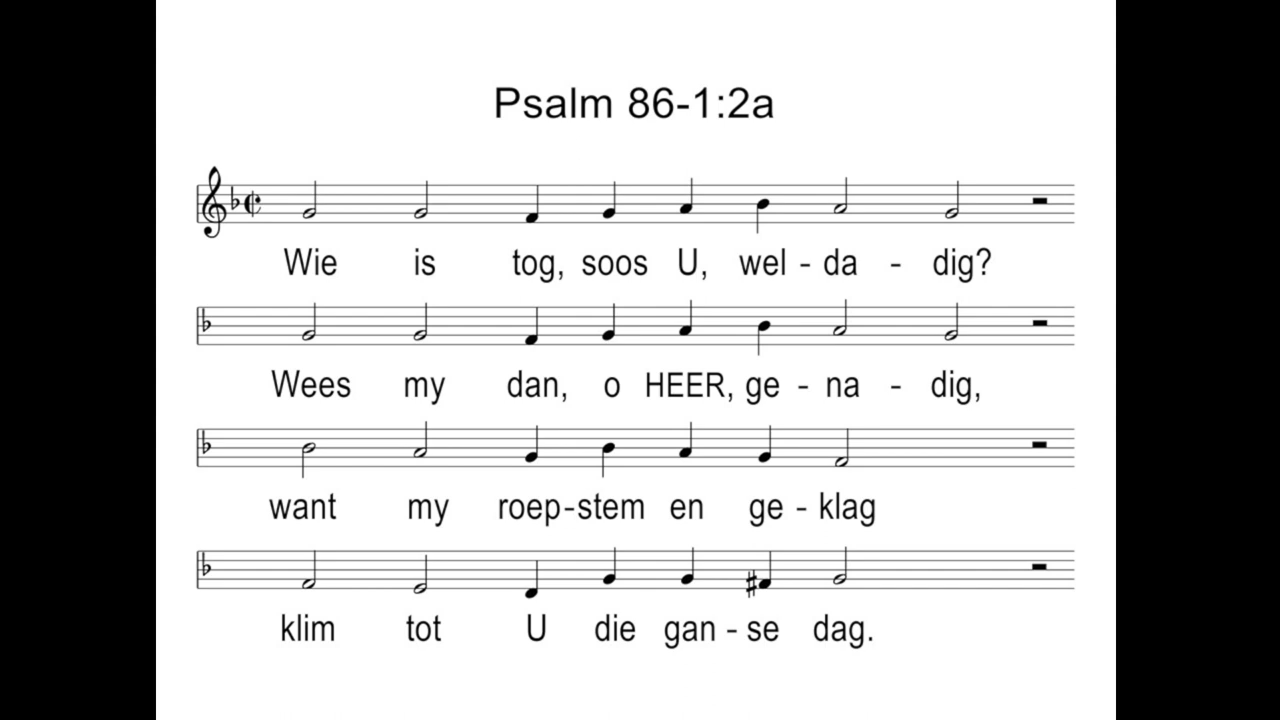 Psalm 86-1:2a
Wie is tog, soos U, wel - da - dig?
Wees my dan, o HEER, ge - na - dig,
want my roep-stem en ge - klag
klim tot U die gan - se dag.